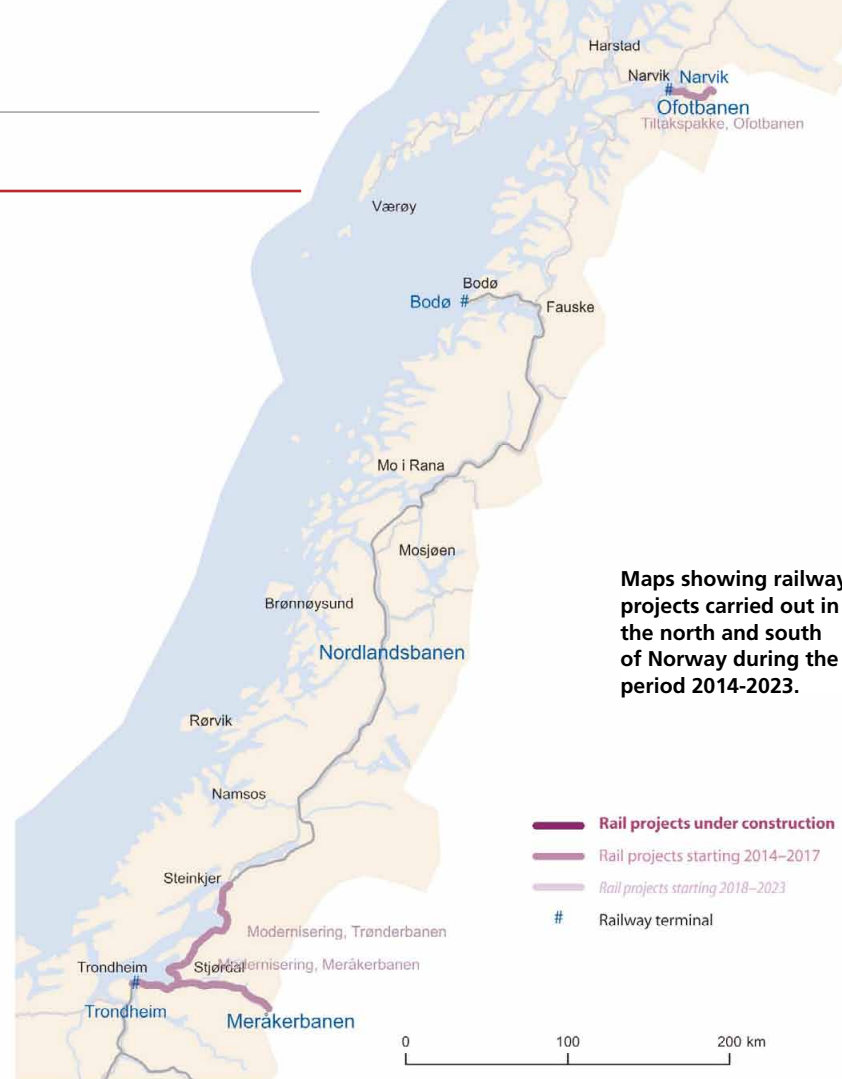 Harstad
Narvik Narvik
#
Ofotbanen
Tiltakspakke, Ofotbanen
Værøy
Bodø
Bodø #
Fauske
Mo i Rana
Mosjøen
Brønnøysund
Nordlandsbanen
Maps showing railway
projects carried out in
the north and south
of Norway during the
period 2014-2023.
Rørvik
Namsos
Rail projects under construction
Rail projects starting 2014–2017
Rail projects starting 2018–2023
# Railway terminal
Steinkjer
Modernisering, Trønderbanen
Trondheim
Stjørdal
Modernisering, Meråkerbanen
#
Trondheim
Meråkerbanen
0 100 200 km